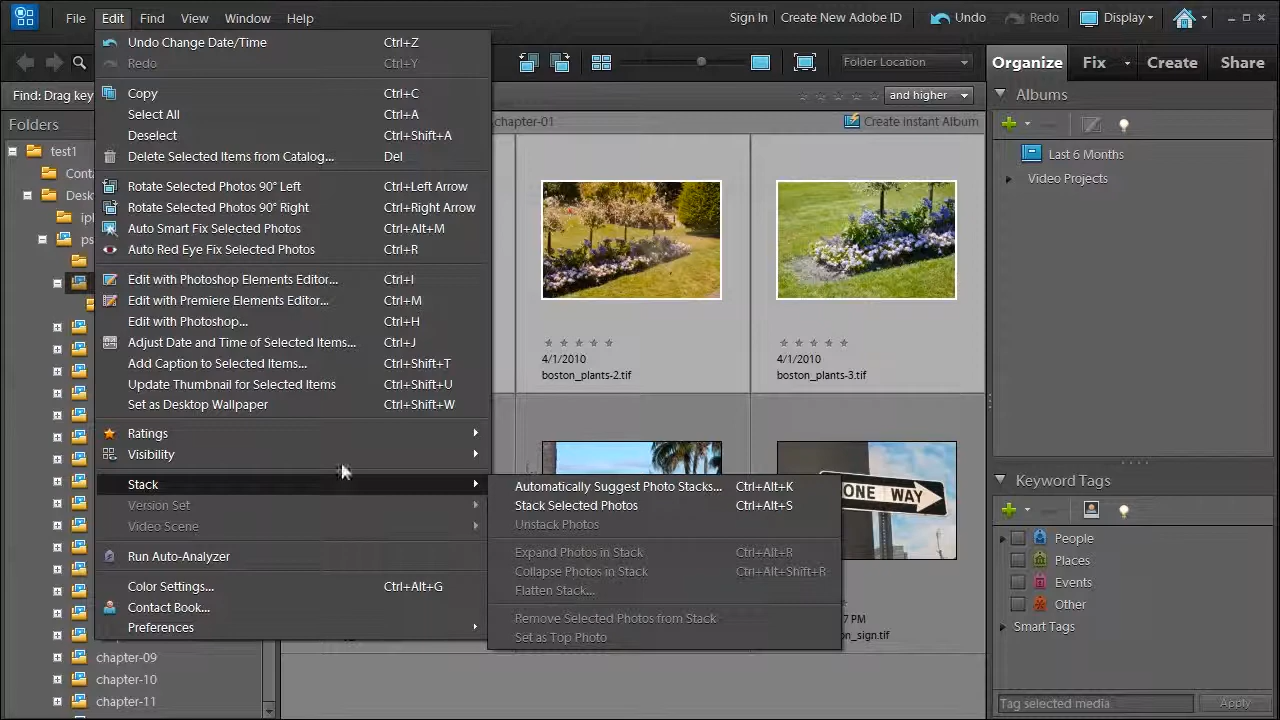 File Edit Find View Window Help
Sign In Create New Adobe ID Undo Redo Display
Undo Change Date/Time Ctrl+Z
Redo Ctrl+Y
Copy Ctrl+C
Select All Ctrl+A
Deselect Ctrl+Shift+A
Delete Selected Items from Catalog... Del
Rotate Selected Photos 90° Left Ctrl+Left Arrow
Rotate Selected Photos 90° Right Ctrl+Right Arrow
Auto Smart Fix Selected Photos Ctrl+Alt+M
Auto Red Eye Fix Selected Photos Ctrl+R
Edit with Photoshop Elements Editor... Ctrl+I
Edit with Premiere Elements Editor... Ctrl+M
Edit with Photoshop... Ctrl+H
Adjust Date and Time of Selected Items... Ctrl+J
Add Caption to Selected Items... Ctrl+Shift+T
Update Thumbnail for Selected Items Ctrl+Shift+U
Set as Desktop Wallpaper Ctrl+Shift+W
Ratings
Visibility
Stack
Version Set
Video Scene
Run Auto-Analyzer
Color Settings... Ctrl+Alt+G
Contact Book...
Preferences
Automatically Suggest Photo Stacks... Ctrl+Alt+K
Stack Selected Photos Ctrl+Alt+S
Unstack Photos
Expand Photos in Stack Ctrl+Alt+R
Collapse Photos in Stack Ctrl+Alt+Shift+R
Flatten Stack...
Remove Selected Photos from Stack
Set as Top Photo
Folder Location
Organize Fix Create Share
Find: Drag key
and higher
Folders
test1
Conta
Desk
ip
ps
chapter-09
chapter-10
chapter-11
chapter-01
Create Instant Album
4/1/2010
boston_plants-2.tif
4/1/2010
boston_plants-3.tif
ONE WAY
7 PM
on_sign.tif
Albums
Last 6 Months
Video Projects
Keyword Tags
People
Places
Events
Other
Smart Tags
Tag selected media
Apply